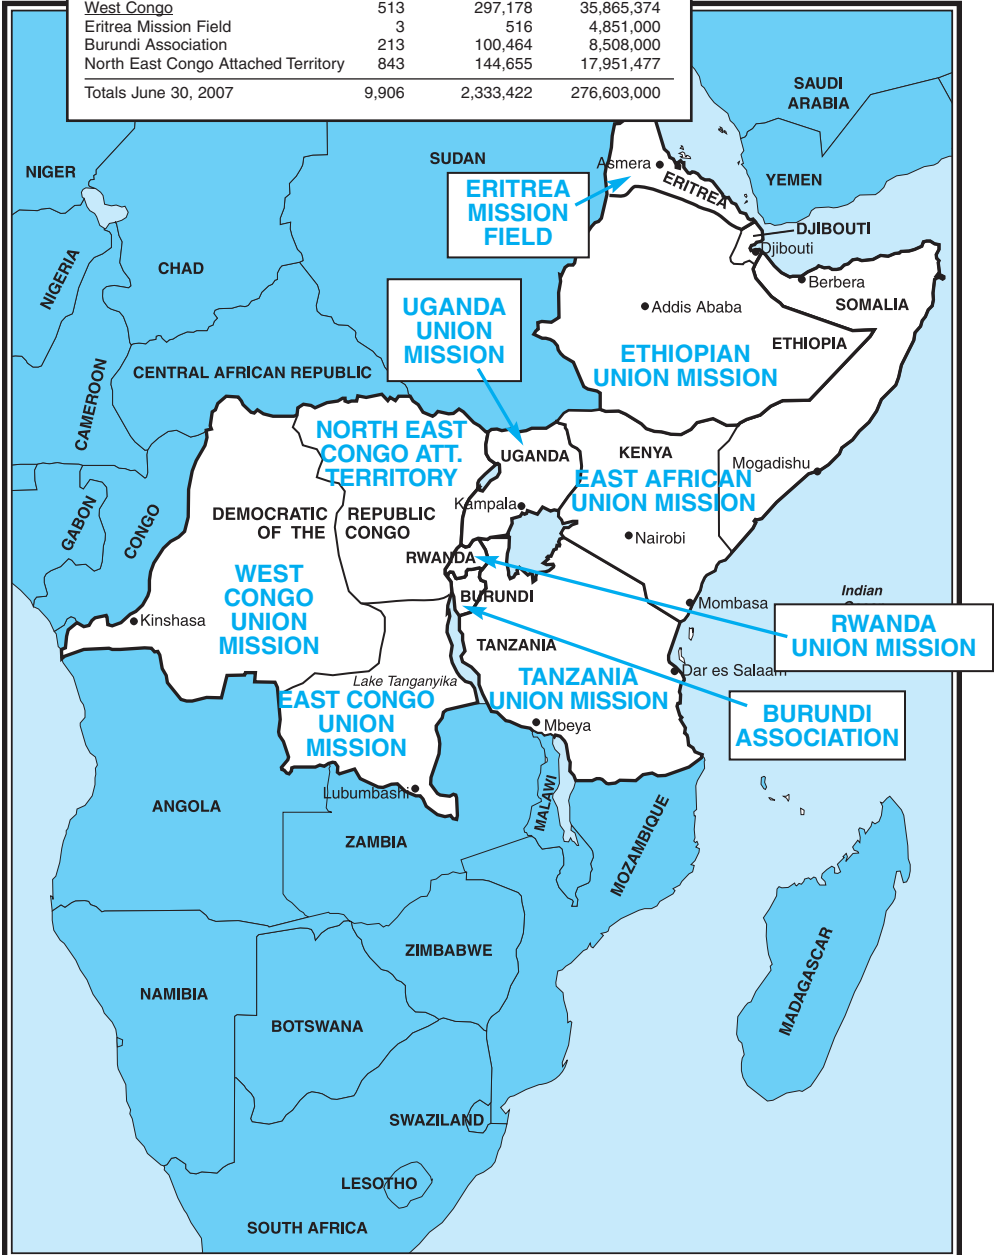 West Congo 513 297,178 35,865,374
Eritrea Mission Field 3 516 4,851,000
Burundi Association 213 100,464 8,508,000
North East Congo Attached Territory 843 144,655 17,951,477
Totals June 30, 2007 9,906 2,333,422 276,603,000
SAUDI
ARABIA
SUDAN
NIGER
Asmera
ERITREA
YEMEN
ERITREA
MISSION
FIELD
DJIBOUTI
Djibouti
CHAD
NIGERIA
Berbera
SOMALIA
Addis Ababa
UGANDA
UNION
MISSION
ETHIOPIA
ETHIOPIAN
UNION MISSION
CENTRAL AFRICAN REPUBLIC
CAMEROON
NORTH EAST
CONGO ATT.
TERRITORY
UGANDA
KENYA
Mogadishu
EAST AFRICAN
UNION MISSION
Kampala
GABON
CONGO
DEMOCRATIC REPUBLIC
OF THE CONGO
Nairobi
RWANDA
WEST
CONGO
UNION
MISSION
BURUNDI
Indian
Mombasa
Kinshasa
RWANDA
UNION MISSION
TANZANIA
Dar es Salaam
Lake Tanganyika
TANZANIA
UNION MISSION
EAST CONGO
UNION
MISSION
Mbeya
BURUNDI
ASSOCIATION
Lubumbashi
MALAWI
ANGOLA
ZAMBIA
MOZAMBIQUE
ZIMBABWE
MADAGASCAR
NAMIBIA
BOTSWANA
SWAZILAND
LESOTHO
SOUTH AFRICA